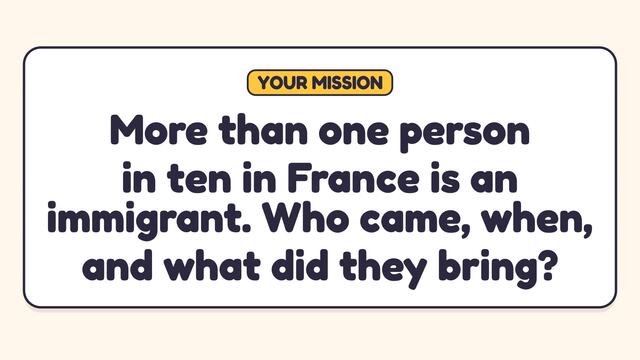 YOUR MISSION
More than one person
in ten in France is an
immigrant. Who came, when,
and what did they bring?